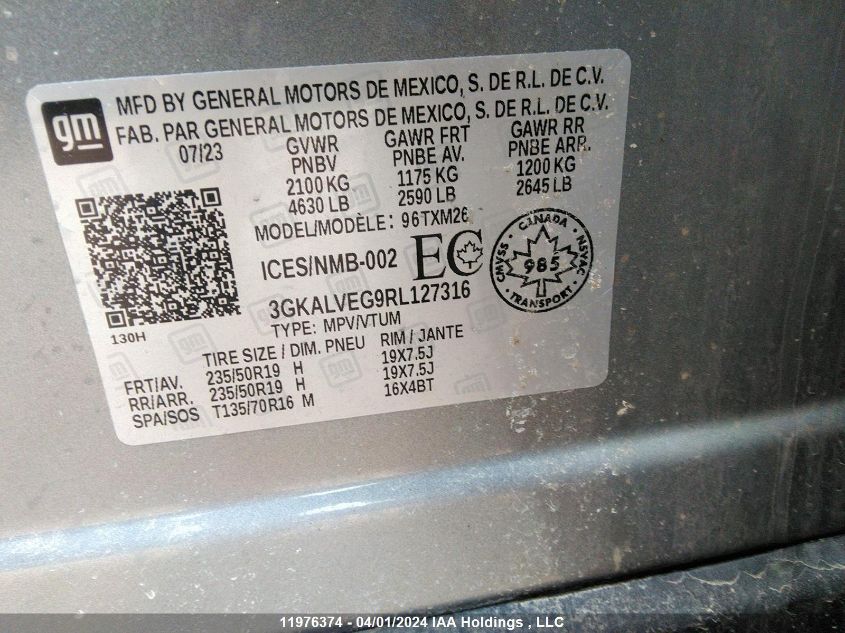 gm
MFD BY GENERAL MOTORS DE MEXICO, S. DE R.L. DE C.V.
FAB. PAR GENERAL MOTORS DE MEXICO, S. DE R.L. DE C.V.
07/23 GVWR GAWR FRT GAWR RR
PNBV PNBE AV. PNBE ARR.
2100 KG 1175 KG 1200 KG
4630 LB 2590 LB 2645 LB
MODEL/MODÈLE: 96TXM26
ICES/NMB-002 EC
CANADA
CMVSS 985 NSVAC
TRANSPORT
3GKALVEG9RL127316
130H TYPE: MPV/VTUM
TIRE SIZE / DIM. PNEU RIM / JANTE
FRT/AV. 235/50R19 H 19X7.5J
RR/ARR. 235/50R19 H 19X7.5J
SPA/SOS T135/70R16 M 16X4BT
11976374 - 04/01/2024 IAA Holdings , LLC